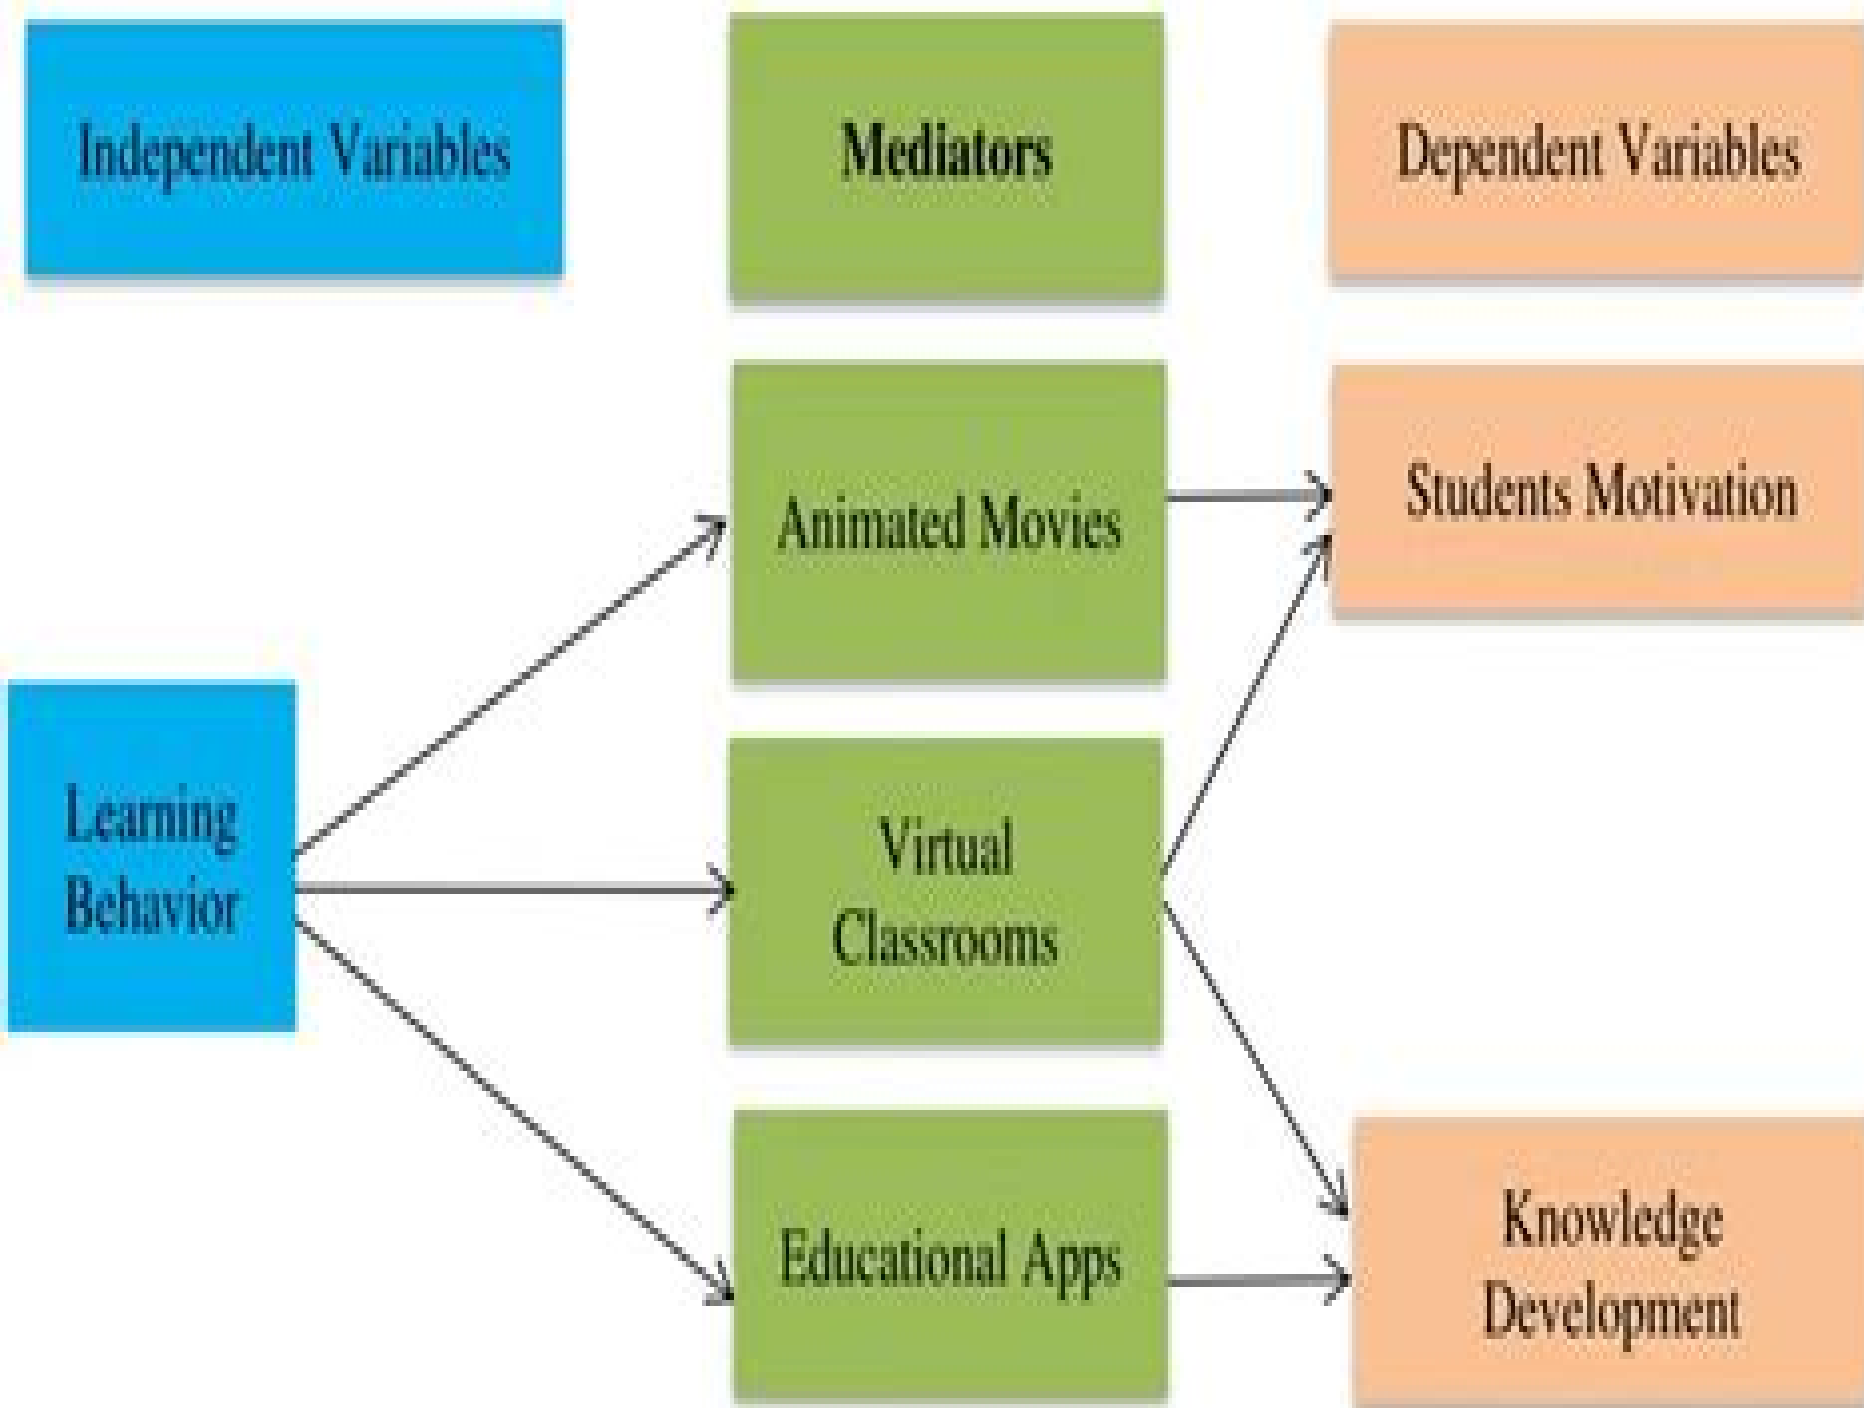 Independent Variables
Mediators
Dependent Variables
Animated Movies
Students Motivation
Learning
Behavior
Virtual
Classrooms
Educational Apps
Knowledge
Development